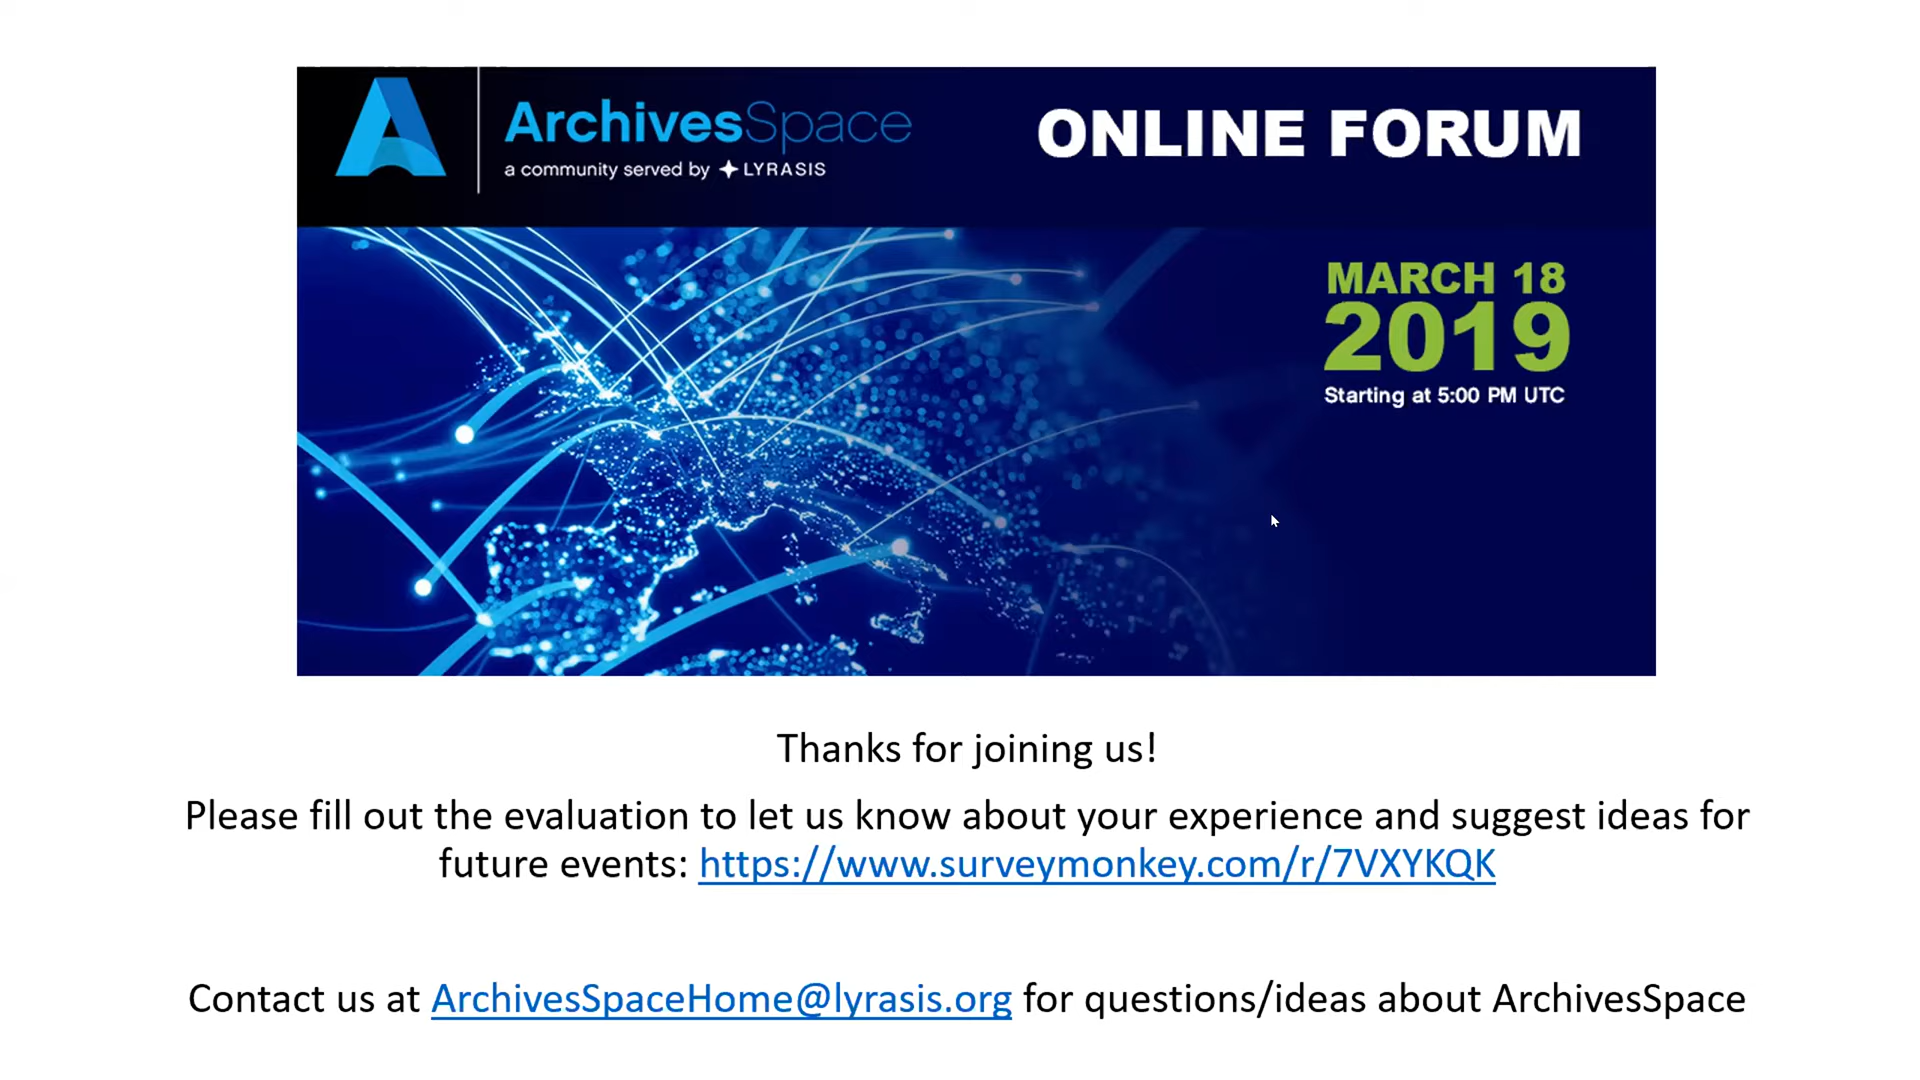 ArchivesSpace
a community served by LYRASIS
ONLINE FORUM
MARCH 18
2019
Starting at 5:00 PM UTC
Thanks for joining us!
Please fill out the evaluation to let us know about your experience and suggest ideas for
future events: https://www.surveymonkey.com/r/7VXYKQK
Contact us at ArchivesSpaceHome@lyrasis.org for questions/ideas about ArchivesSpace